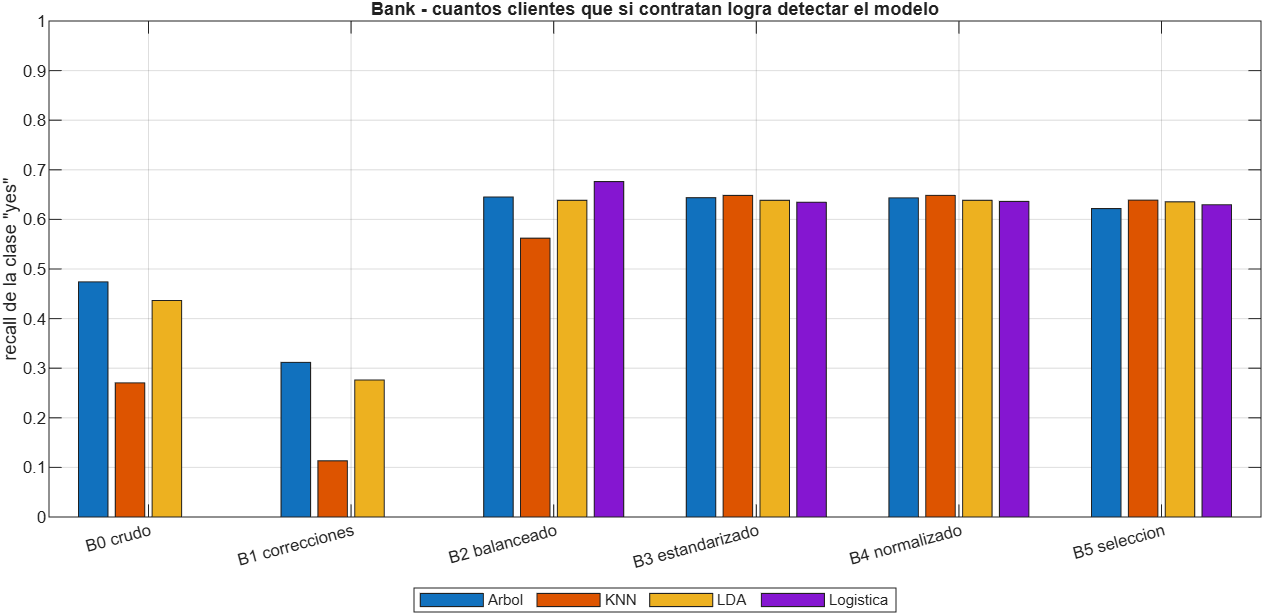 Bank - cuantos clientes que si contratan logra detectar el modelo
recall de la clase "yes"
1
0.9
0.8
0.7
0.6
0.5
0.4
0.3
0.2
0.1
0
B0 crudo
B1 correcciones
B2 balanceado
B3 estandarizado
B4 normalizado
B5 seleccion
Arbol KNN LDA Logistica